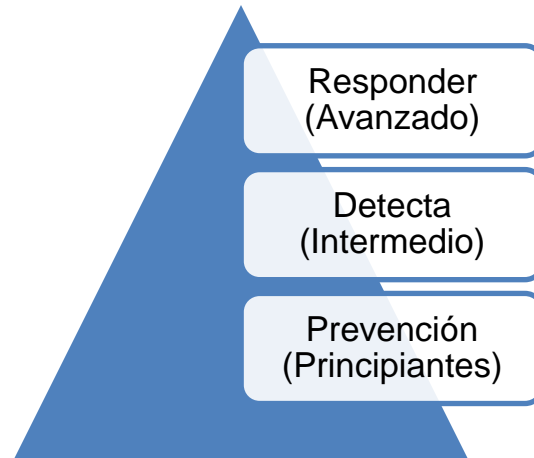 Responder
(Avanzado)
Detecta
(Intermedio)
Prevención
(Principiantes)